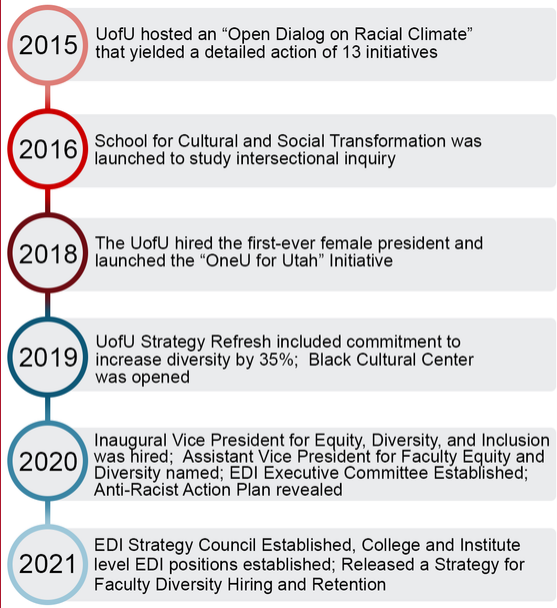 2015
UofU hosted an “Open Dialog on Racial Climate”
that yielded a detailed action of 13 initiatives
2016
School for Cultural and Social Transformation was
launched to study intersectional inquiry
2018
The UofU hired the first-ever female president and
launched the “OneU for Utah” Initiative
2019
UofU Strategy Refresh included commitment to
increase diversity by 35%;  Black Cultural Center
was opened
2020
Inaugural Vice President for Equity, Diversity, and Inclusion
was hired;  Assistant Vice President for Faculty Equity and
Diversity named; EDI Executive Committee Established;
Anti-Racist Action Plan revealed
2021
EDI Strategy Council Established, College and Institute
level EDI positions established; Released a Strategy for
Faculty Diversity Hiring and Retention